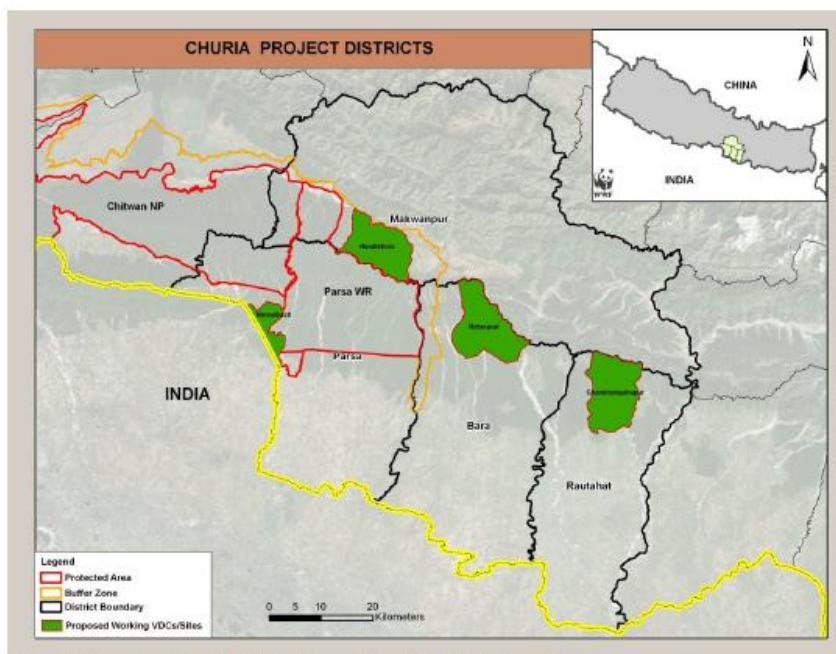 CHURIA PROJECT DISTRICTS
N
CHINA
INDIA
WWF
Chitwan NP
Makwanpur
Parsa WR
Parsa
INDIA
Bara
Rautahat
Legend
Protected Area
Buffer Zone
District Boundary
Proposed Working VDCs/Sites
0 5 10 20
Kilometers